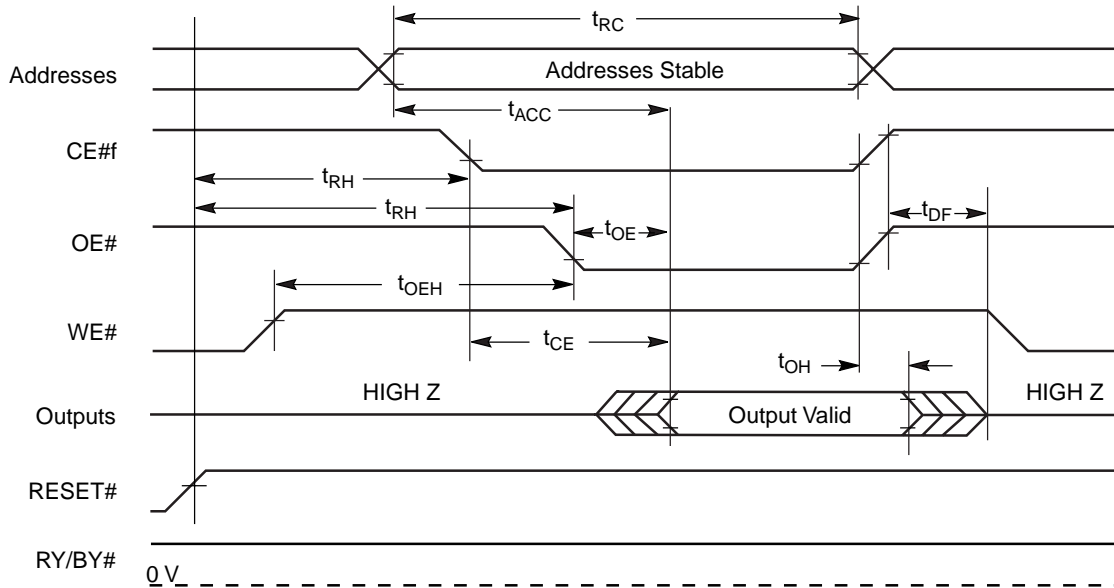 tRC
Addresses
Addresses Stable
tACC
CE#f
tRH
tRH
tDF
OE#
tOE
tOEH
WE#
tCE
tOH
HIGH Z
HIGH Z
Outputs
Output Valid
RESET#
RY/BY#
0 V